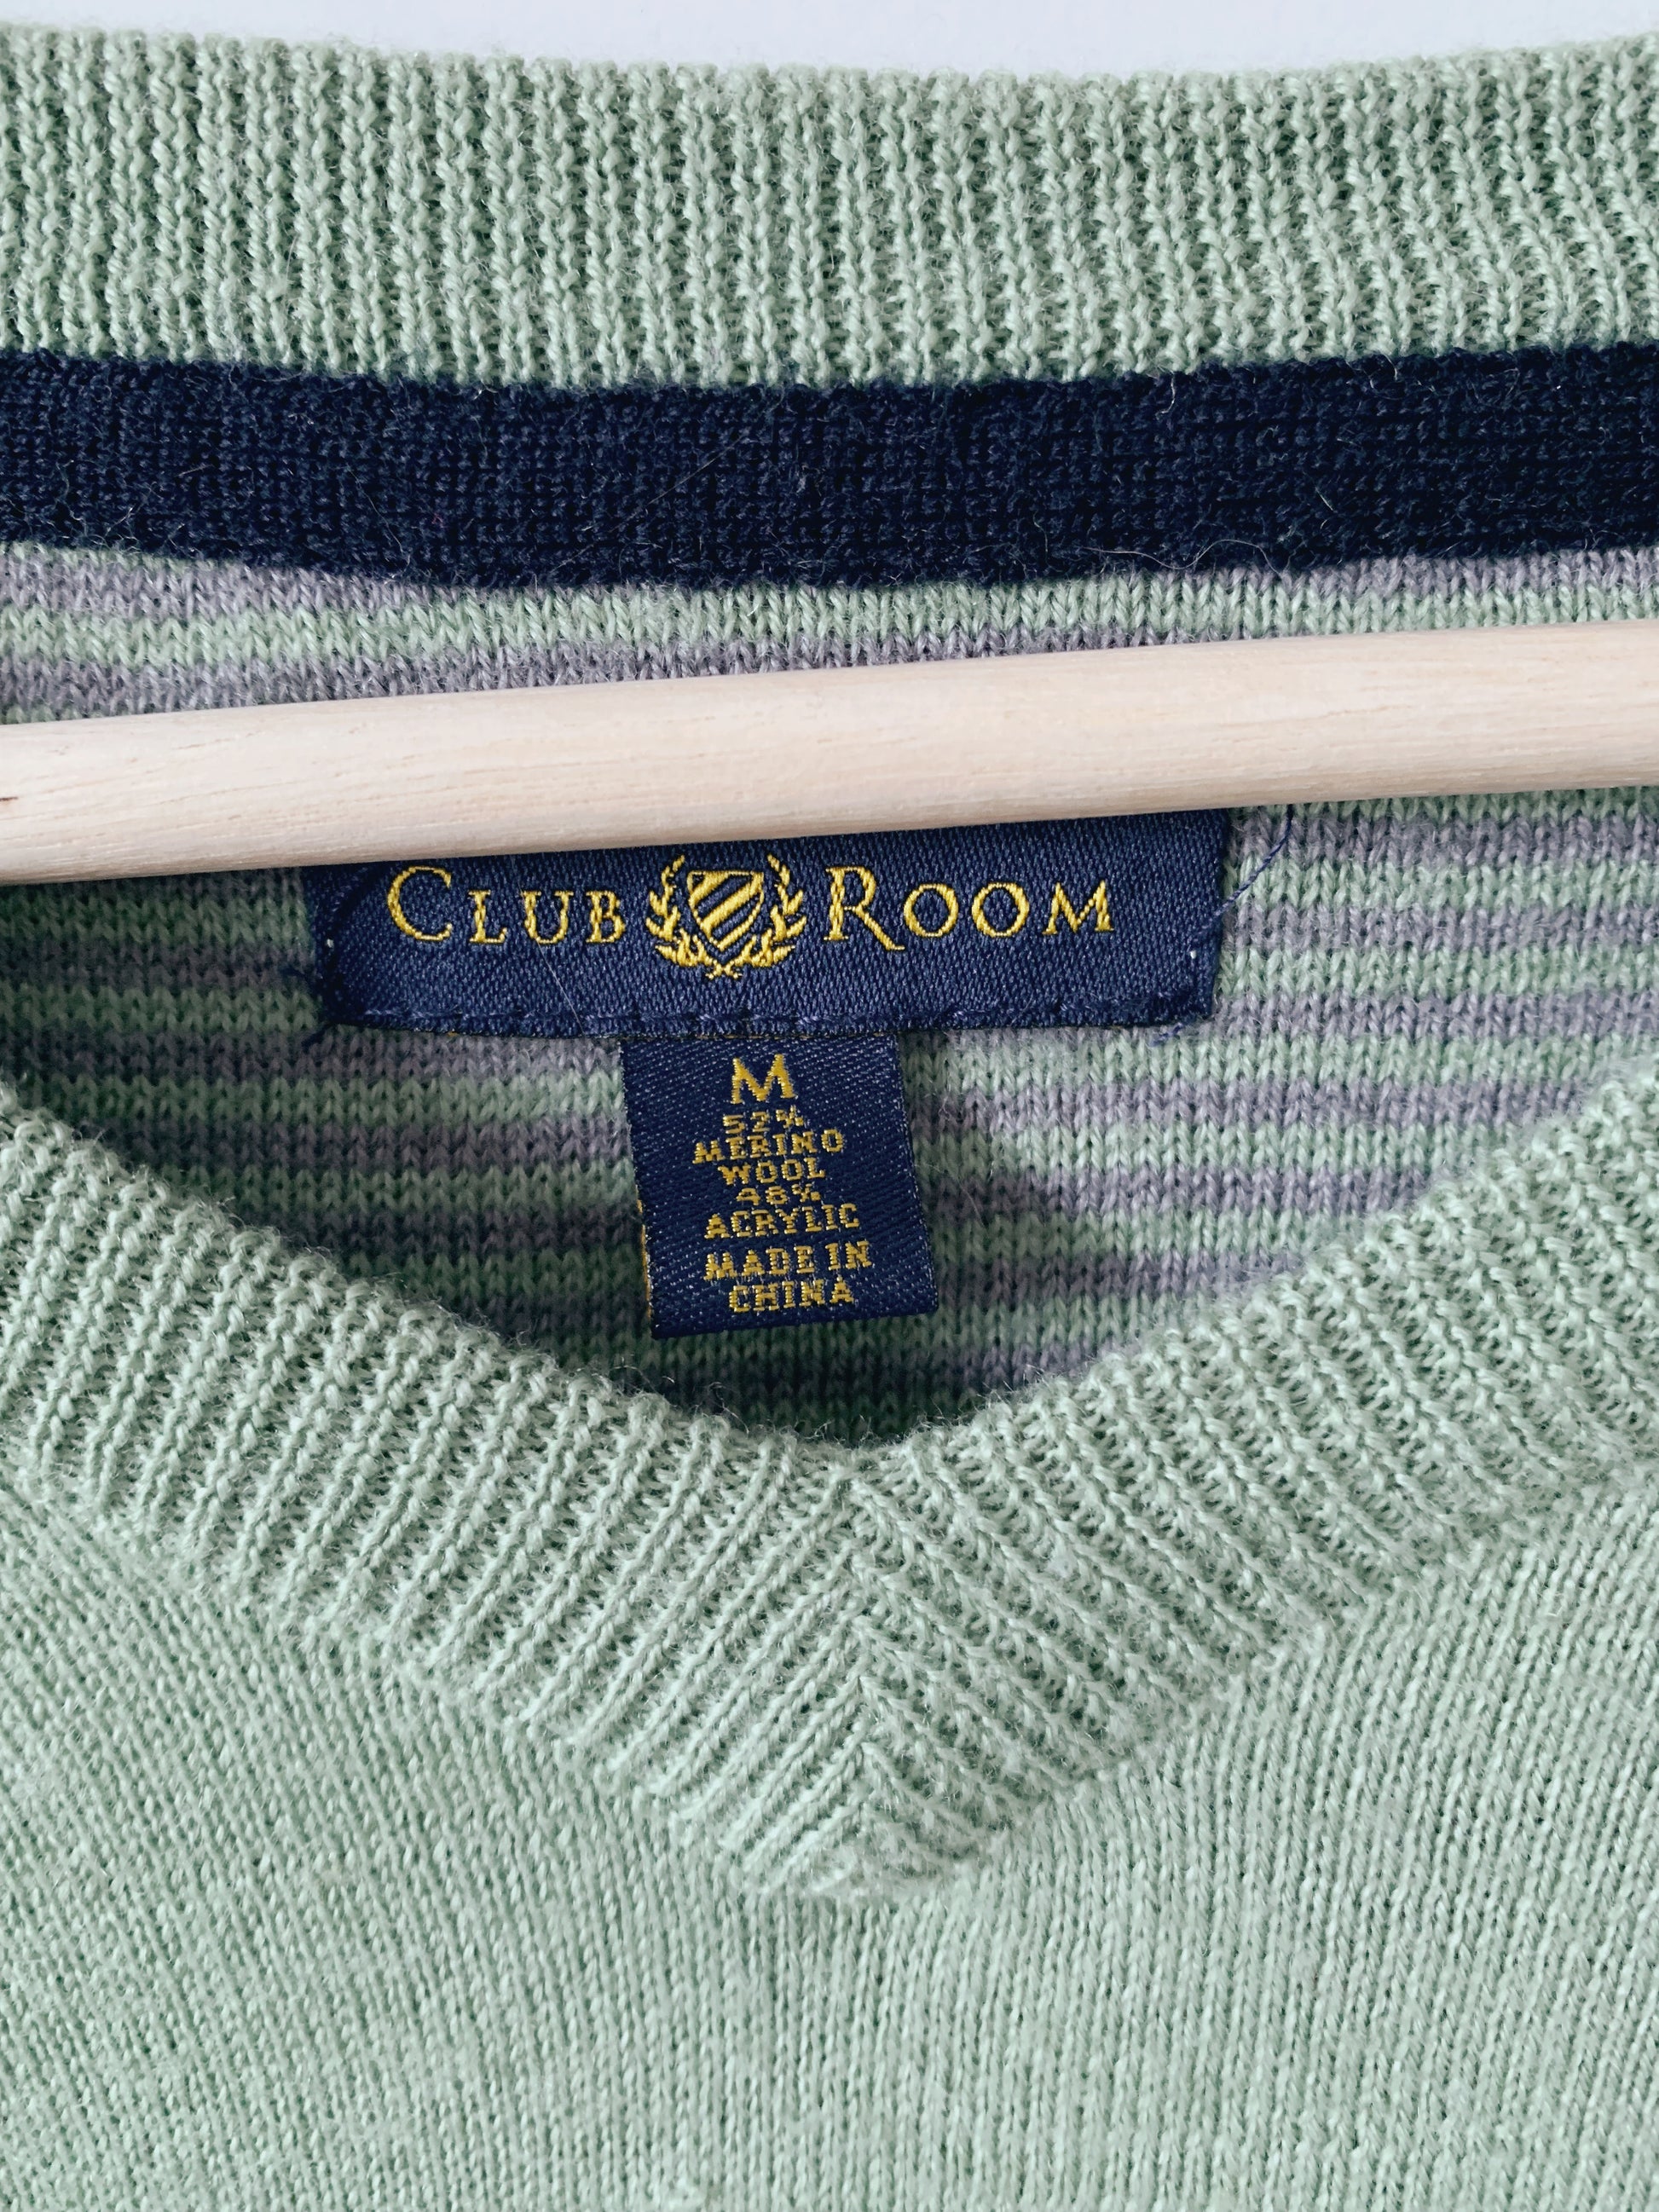 CLUB ROOM
M
52%
MERINO
WOOL
48%
ACRYLIC
MADE IN
CHINA